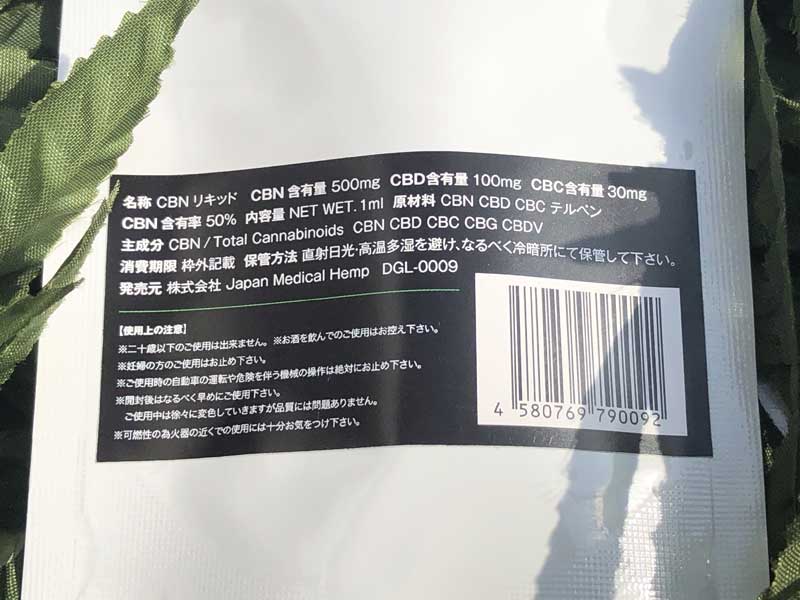 名称 CBN リキッド　CBN 含有量 500mg　CBD含有量 100mg　CBC含有量 30mg
CBN 含有率 50%　内容量 NET WET. 1ml　原材料 CBN CBD CBC テルペン
主成分 CBN / Total Cannabinoids　CBN CBD CBC CBG CBDV
消費期限 枠外記載　保管方法 直射日光・高温多湿を避け、なるべく冷暗所にて保管して下さい。
発売元 株式会社 Japan Medical Hemp　DGL-0009
【使用上の注意】
※二十歳以下のご使用は出来ません。※お酒を飲んでのご使用はお控え下さい。
※妊婦の方のご使用はお止め下さい。
※ご使用時の自動車の運転や危険を伴う機械の操作は絶対にお止め下さい。
※開封後はなるべく早めにご使用下さい。
ご使用中は徐々に変色していきますが品質には問題ありません。
※可燃性の為火器の近くでの使用には十分お気をつけ下さい。
4 580769 790092